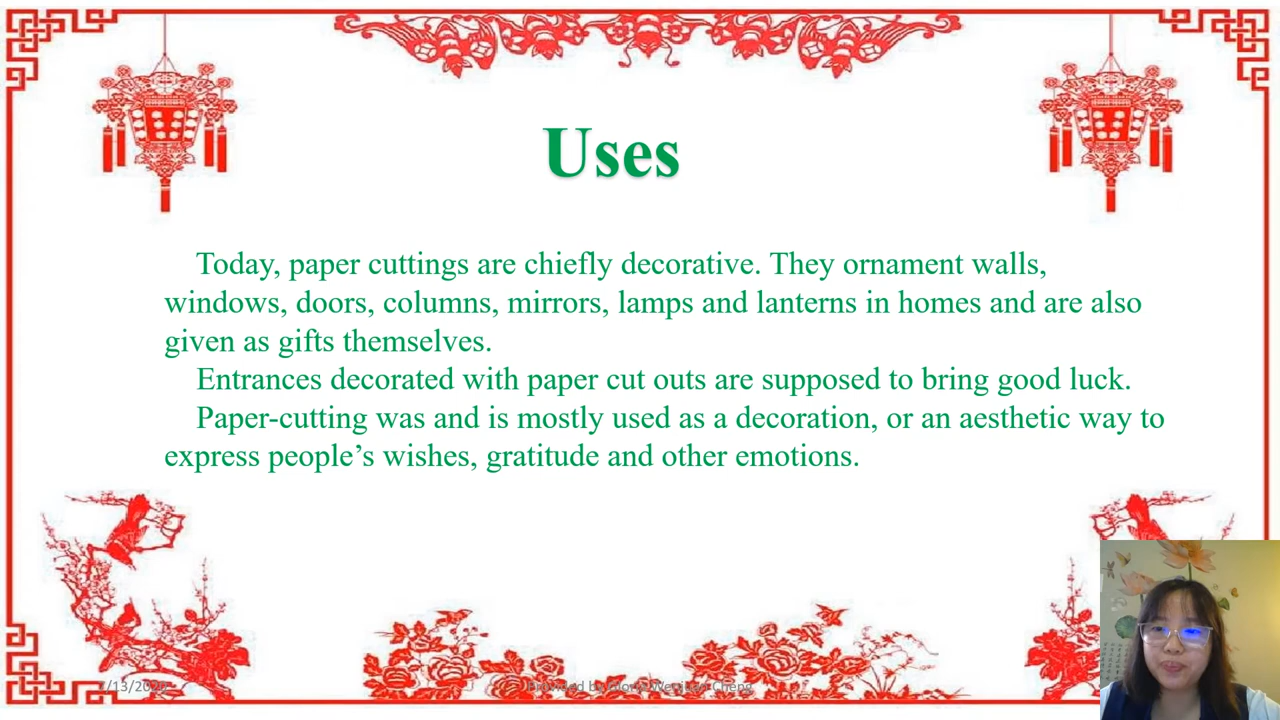 Uses
Today, paper cuttings are chiefly decorative. They ornament walls,
windows, doors, columns, mirrors, lamps and lanterns in homes and are also
given as gifts themselves.
Entrances decorated with paper cut outs are supposed to bring good luck.
Paper-cutting was and is mostly used as a decoration, or an aesthetic way to
express people’s wishes, gratitude and other emotions.
Provided by